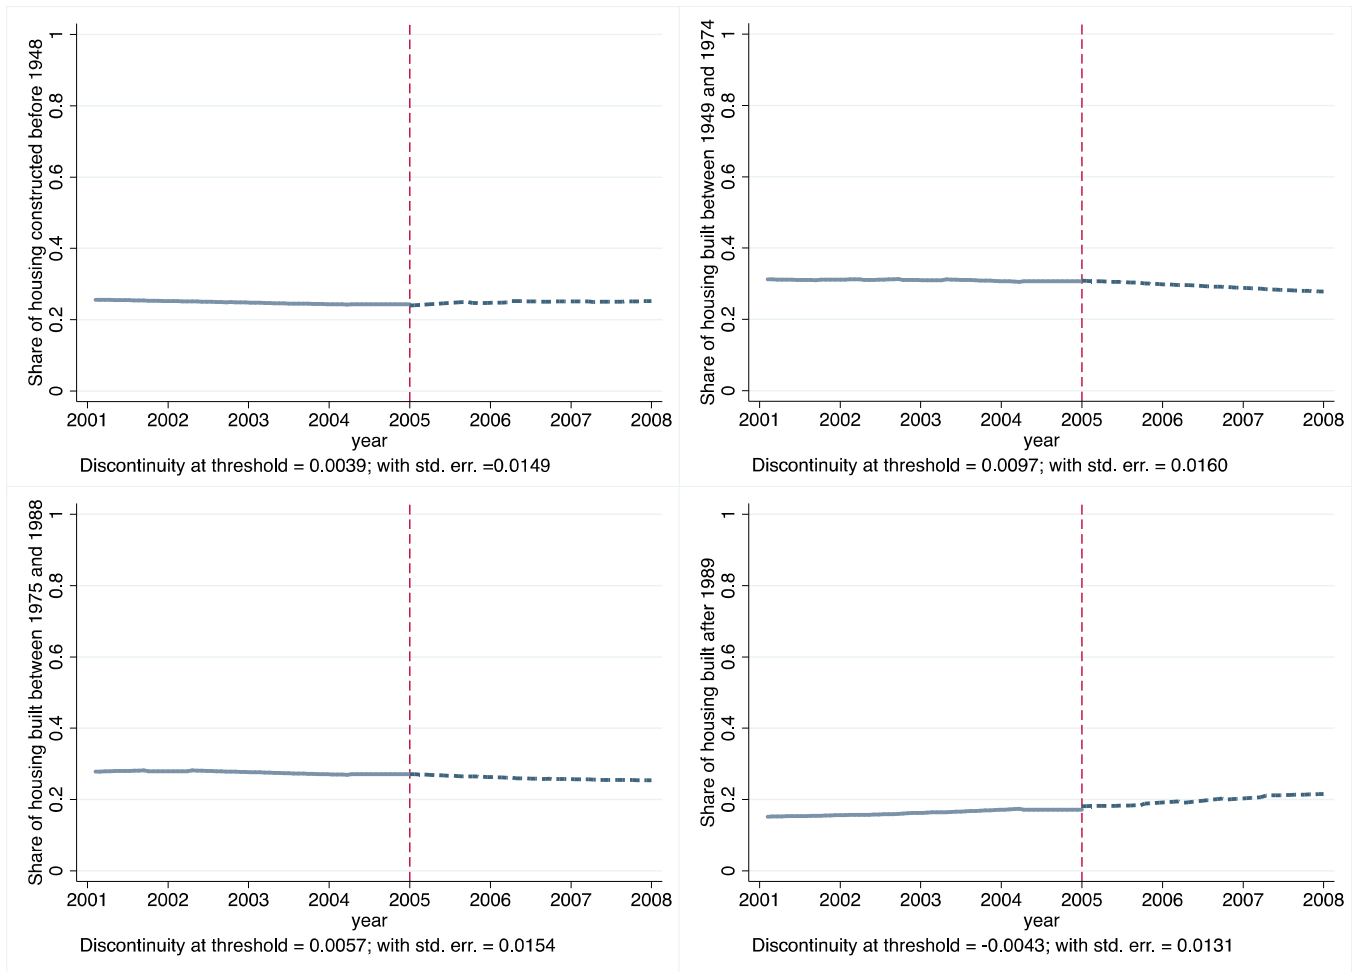 Share of housing constructed before 1948
1
0.8
0.6
0.4
0.2
0
2001 2002 2003 2004 2005 2006 2007 2008
year
Discontinuity at threshold = 0.0039; with std. err. =0.0149
Share of housing built between 1949 and 1974
1
0.8
0.6
0.4
0.2
0
2001 2002 2003 2004 2005 2006 2007 2008
year
Discontinuity at threshold = 0.0097; with std. err. = 0.0160
Share of housing built between 1975 and 1988
1
0.8
0.6
0.4
0.2
0
2001 2002 2003 2004 2005 2006 2007 2008
year
Discontinuity at threshold = 0.0057; with std. err. = 0.0154
Share of housing built after 1989
1
0.8
0.6
0.4
0.2
0
2001 2002 2003 2004 2005 2006 2007 2008
year
Discontinuity at threshold = -0.0043; with std. err. = 0.0131